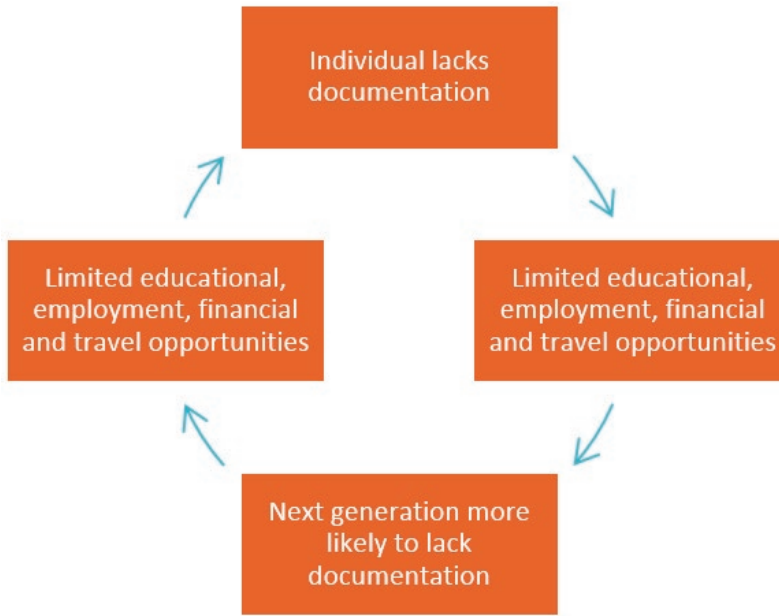 Individual lacks
documentation
Limited educational,
employment, financial
and travel opportunities
Limited educational,
employment, financial
and travel opportunities
Next generation more
likely to lack
documentation